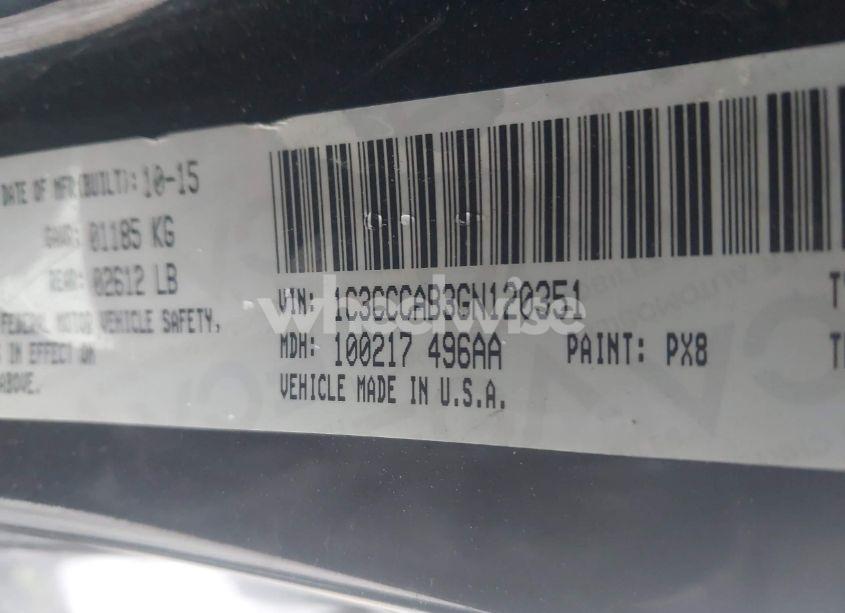 DATE OF MFR(BUILT): 10-15
GAWR: 01185 KG
REAR: 02612 LB
FEDERAL MOTOR VEHICLE SAFETY,
IN EFFECT ON
ABOVE.
VIN: 1C3CCCAB3GN120351
MDH: 100217 496AA PAINT: PX8
VEHICLE MADE IN U.S.A.
wheelwise